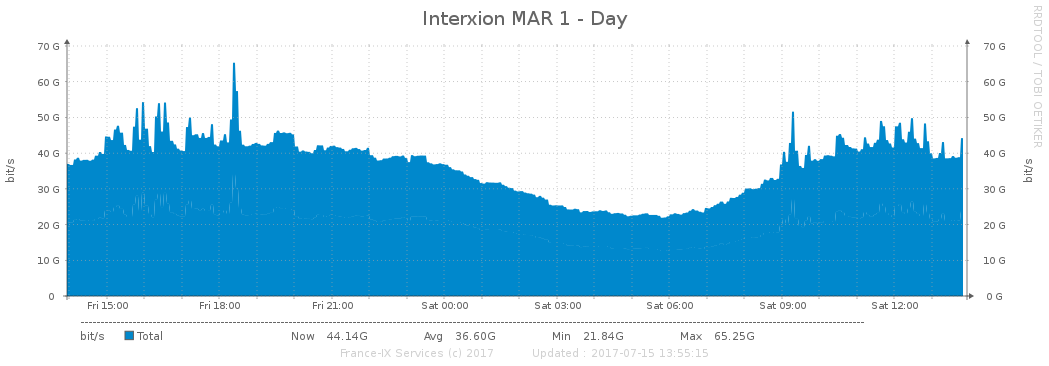 Interxion MAR 1 - Day
RRDTOOL / TOBI OETIKER
70 G 70 G
60 G 60 G
50 G 50 G
40 G 40 G
30 G 30 G
20 G 20 G
10 G 10 G
0 0 G
bit/s bit/s
Fri 15:00 Fri 18:00 Fri 21:00 Sat 00:00 Sat 03:00 Sat 06:00 Sat 09:00 Sat 12:00
bit/s Total Now 44.14G Avg 36.60G Min 21.84G Max 65.25G
France-IX Services (c) 2017 Updated : 2017-07-15 13:55:15